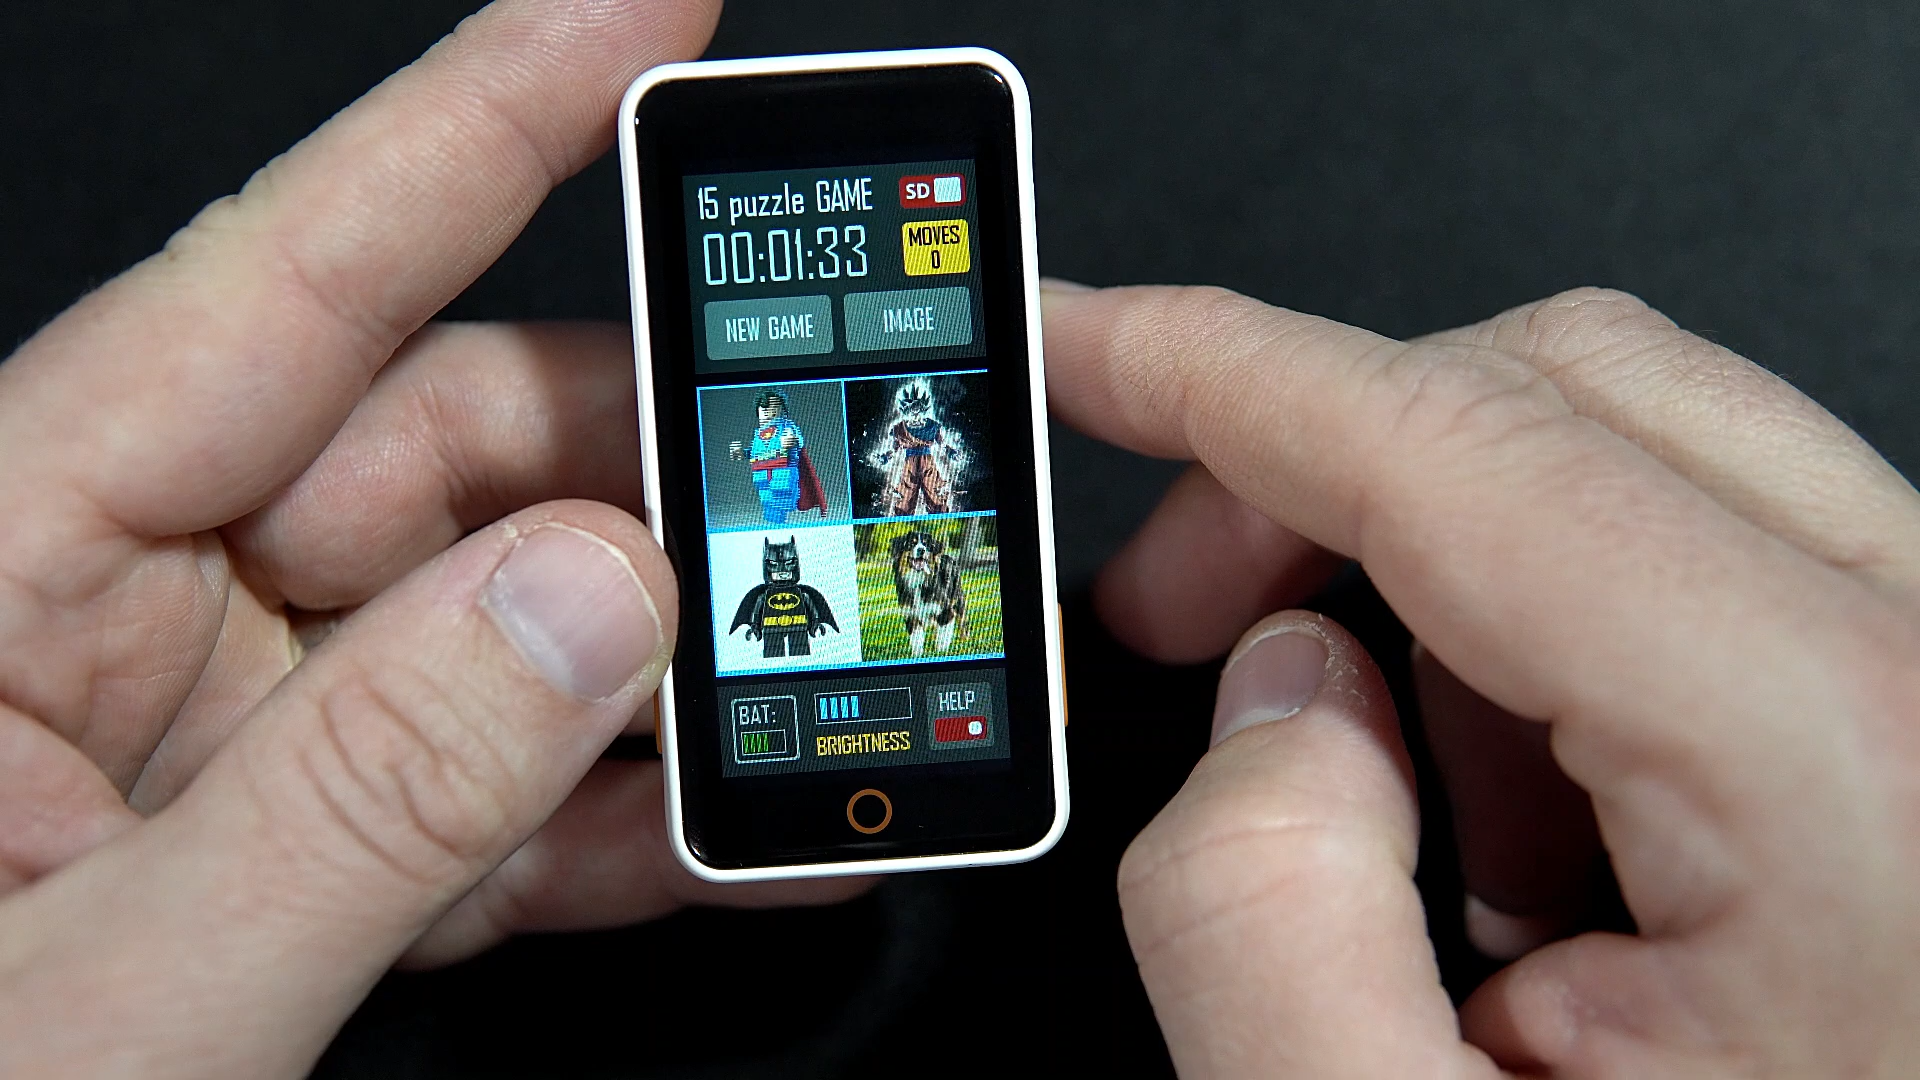 15 puzzle GAME
SD
00:01:33
MOVES
0
NEW GAME
IMAGE
BAT:
BRIGHTNESS
HELP